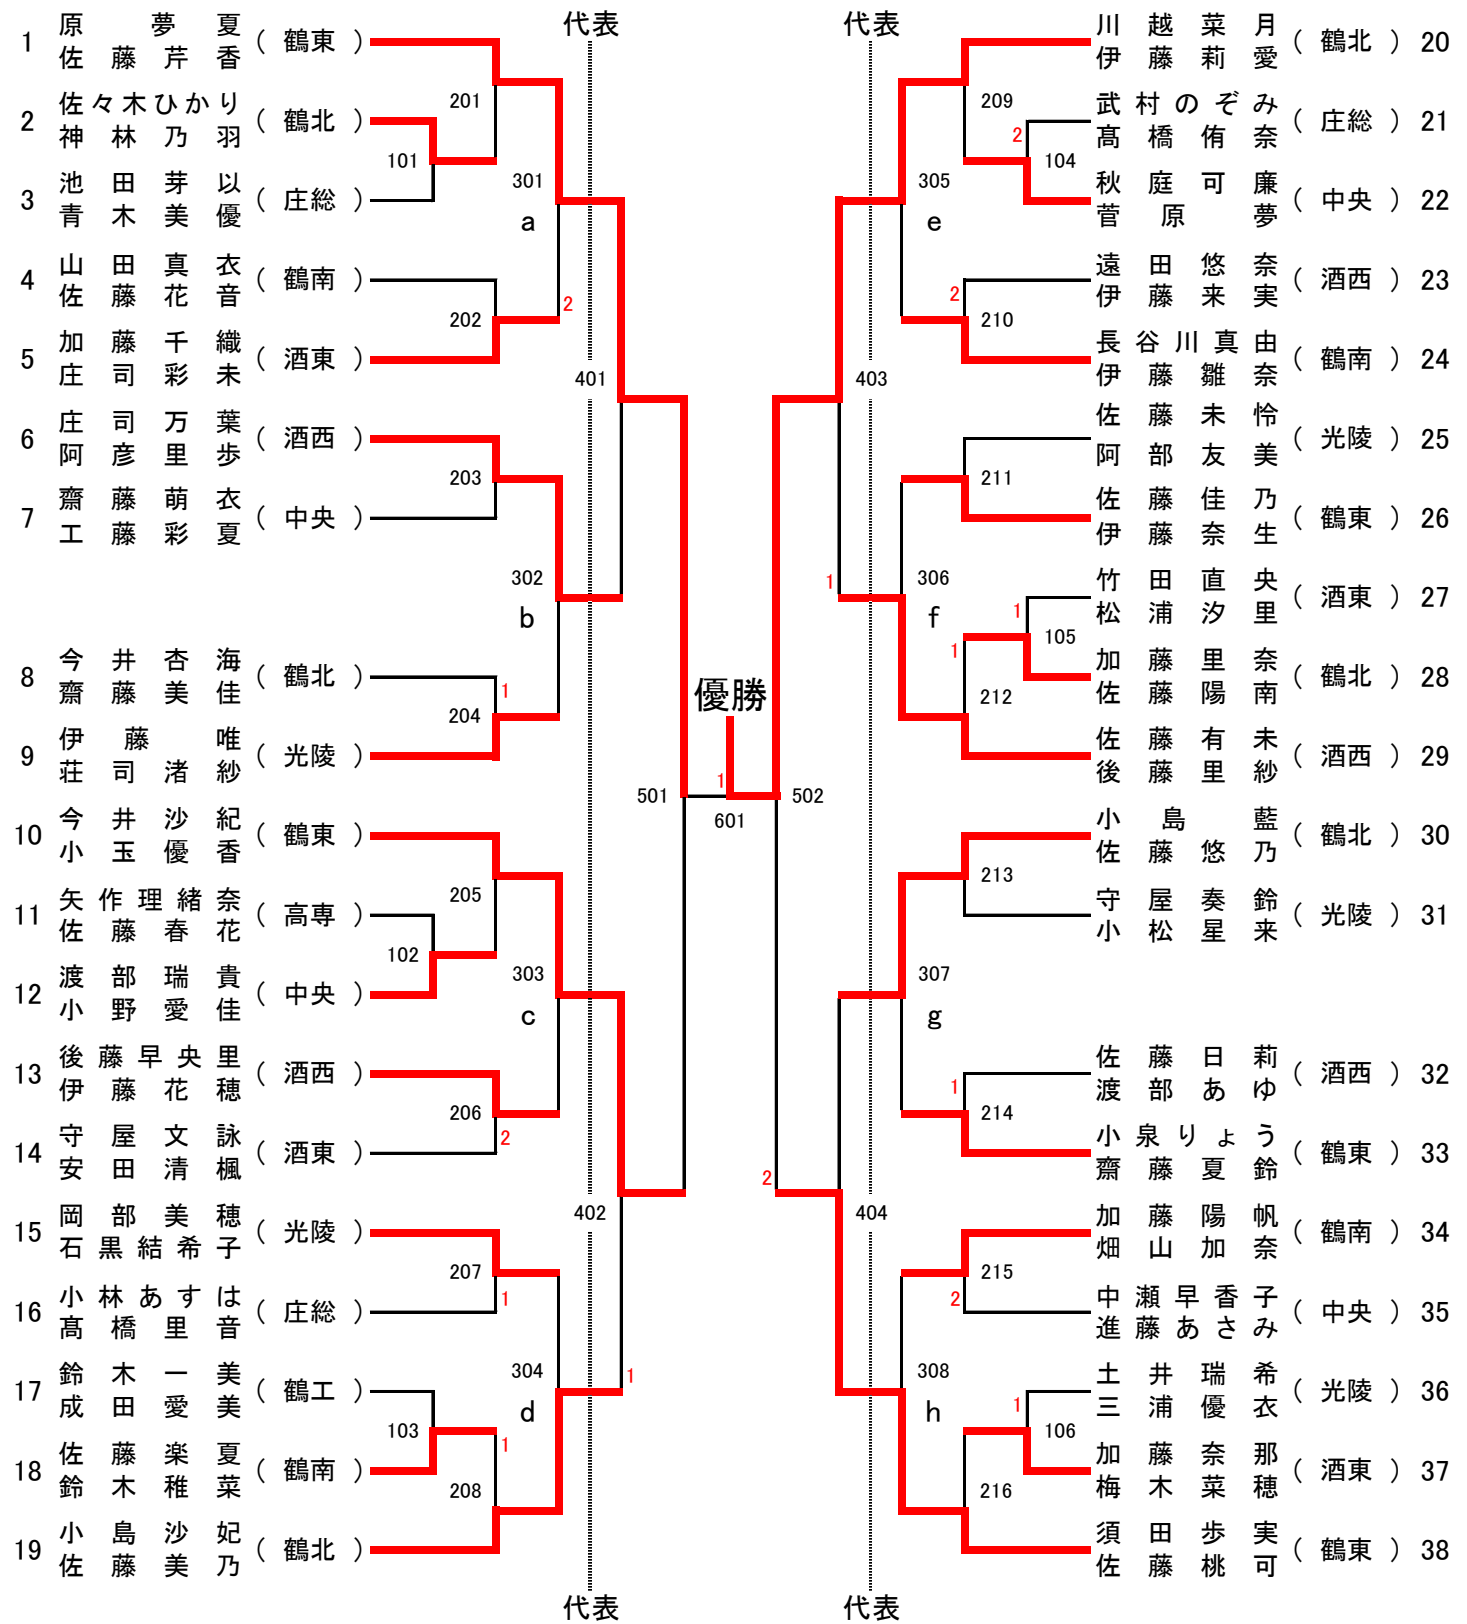 代表
代表
1 原夢夏 佐藤芹香 （鶴東）
2 佐々木ひかり 神林乃羽 （鶴北）
3 池田芽以 青木美優 （庄総）
4 山田真衣 佐藤花音 （鶴南）
5 加藤千織 庄司彩未 （酒東）
6 庄司万葉 阿彦里歩 （酒西）
7 齋藤萌衣 工藤彩夏 （中央）
8 今井杏海 齋藤美佳 （鶴北）
9 伊藤唯 荘司渚紗 （光陵）
10 今井沙紀 小玉優香 （鶴東）
11 矢作理緒奈 佐藤春花 （高専）
12 渡部瑞貴 小野愛佳 （中央）
13 後藤早央里 伊藤花穂 （酒西）
14 守屋文詠 安田清楓 （酒東）
15 岡部美穂 石黒結希子 （光陵）
16 小林あすは 髙橋里音 （庄総）
17 鈴木一美 成田愛美 （鶴工）
18 佐藤楽夏 鈴木稚菜 （鶴南）
19 小島沙妃 佐藤美乃 （鶴北）
201
101
301
a
2
202
401
203
302
b
1
204
501
205
102
303
c
206
2
402
207
1
304
d
1
103
1
208
優勝
1
601
川越菜月 伊藤莉愛 （鶴北） 20
武村のぞみ 髙橋侑奈 （庄総） 21
秋庭可廉 菅原夢 （中央） 22
遠田悠奈 伊藤来実 （酒西） 23
長谷川真由 伊藤雛奈 （鶴南） 24
佐藤未怜 阿部友美 （光陵） 25
佐藤佳乃 伊藤奈生 （鶴東） 26
竹田直央 松浦汐里 （酒東） 27
加藤里奈 佐藤陽南 （鶴北） 28
佐藤有未 後藤里紗 （酒西） 29
小島藍 佐藤悠乃 （鶴北） 30
守屋奏鈴 小松星来 （光陵） 31
佐藤日莉 渡部あゆ （酒西） 32
小泉りょう 齋藤夏鈴 （鶴東） 33
加藤陽帆 畑山加奈 （鶴南） 34
中瀬早香子 進藤あさみ （中央） 35
土井瑞希 三浦優衣 （光陵） 36
加藤奈那 梅木菜穂 （酒東） 37
須田歩実 佐藤桃可 （鶴東） 38
209
2
104
305
e
2
210
403
211
1
306
f
1
105
1
212
502
213
307
g
1
214
2
404
215
2
308
h
1
106
216
代表
代表